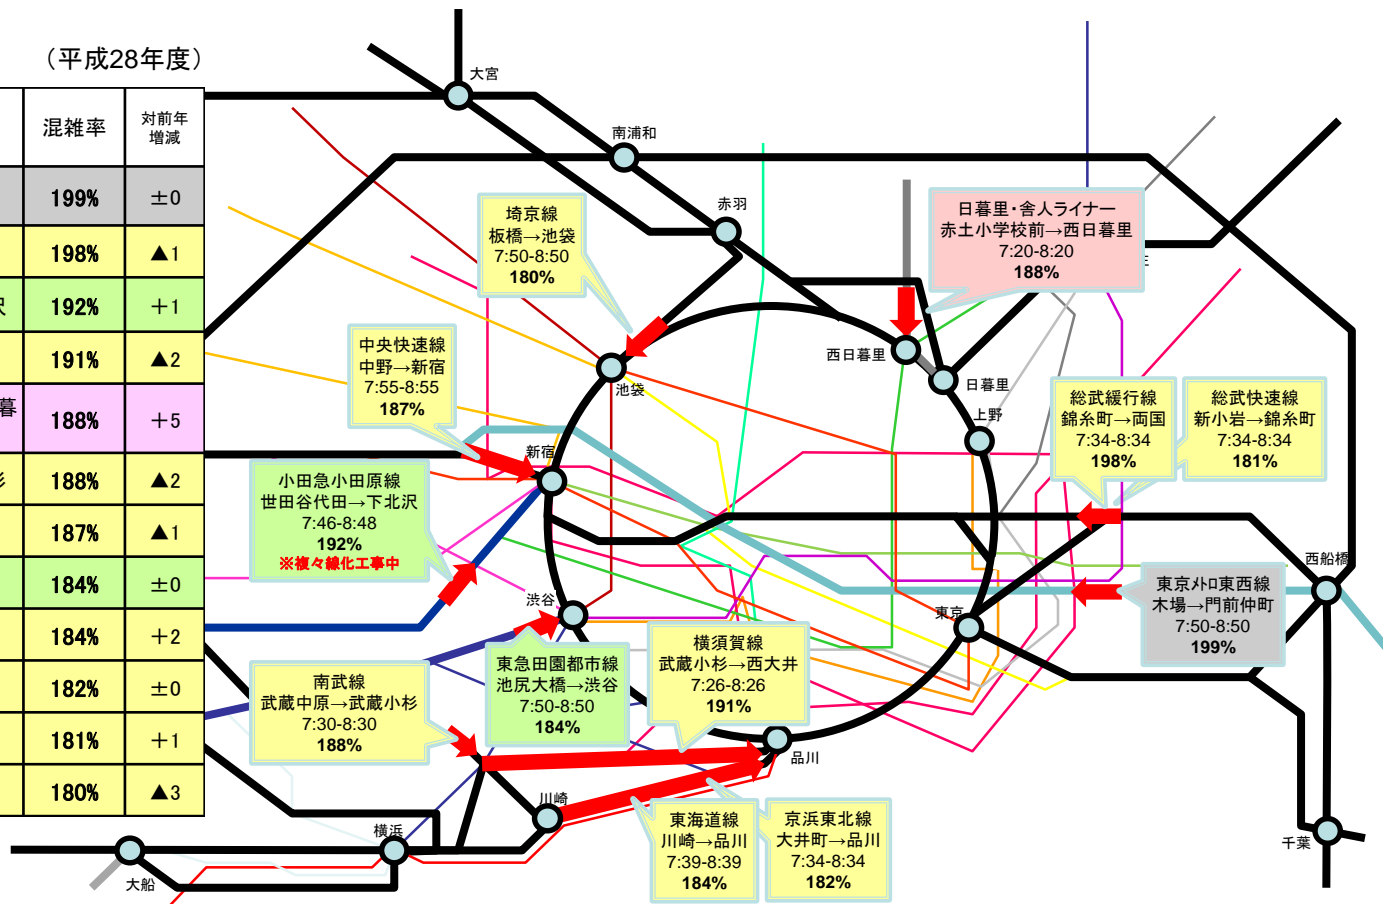 （平成28年度）
混雑率
対前年
増減
199%
±0
198%
▲1
192%
＋1
191%
▲2
暮
188%
＋5
188%
▲2
187%
▲1
184%
±0
184%
＋2
182%
±0
181%
＋1
180%
▲3
大宮
南浦和
赤羽
埼京線
板橋→池袋
7:50-8:50
180%
日暮里・舎人ライナー
赤土小学校前→西日暮里
7:20-8:20
188%
中央快速線
中野→新宿
7:55-8:55
187%
池袋
西日暮里
日暮里
上野
総武緩行線
錦糸町→両国
7:34-8:34
198%
総武快速線
新小岩→錦糸町
7:34-8:34
181%
新宿
小田急小田原線
世田谷代田→下北沢
7:46-8:48
192%
※複々線化工事中
西船橋
東京メトロ東西線
木場→門前仲町
7:50-8:50
199%
渋谷
東京
東急田園都市線
池尻大橋→渋谷
7:50-8:50
184%
横須賀線
武蔵小杉→西大井
7:26-8:26
191%
南武線
武蔵中原→武蔵小杉
7:30-8:30
188%
品川
川崎
東海道線
川崎→品川
7:39-8:39
184%
京浜東北線
大井町→品川
7:34-8:34
182%
横浜
大船
千葉